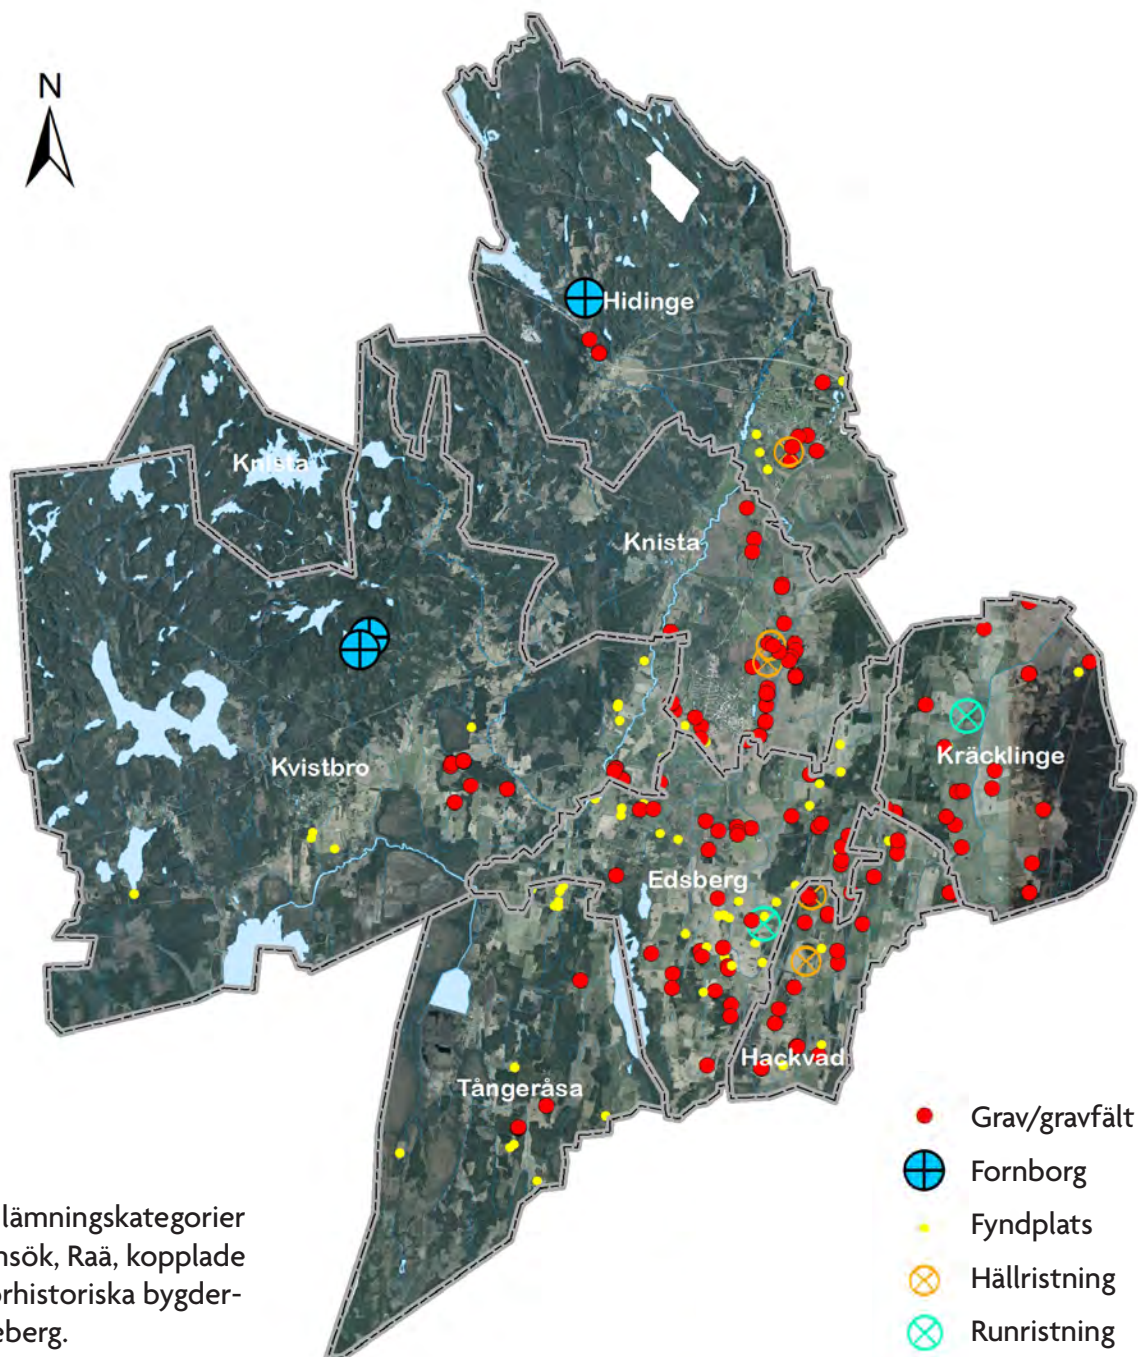 N
Hidinge
Knista
Knista
Kvistbro
Kräcklinge
Edsberg
Hackvad
Tångeråsa
Grav/gravfält
Fornborg
Fyndplats
Hällristning
Runristning
lämningskategorier
nsök, Raä, kopplade
rhistoriska bygder-
eberg.